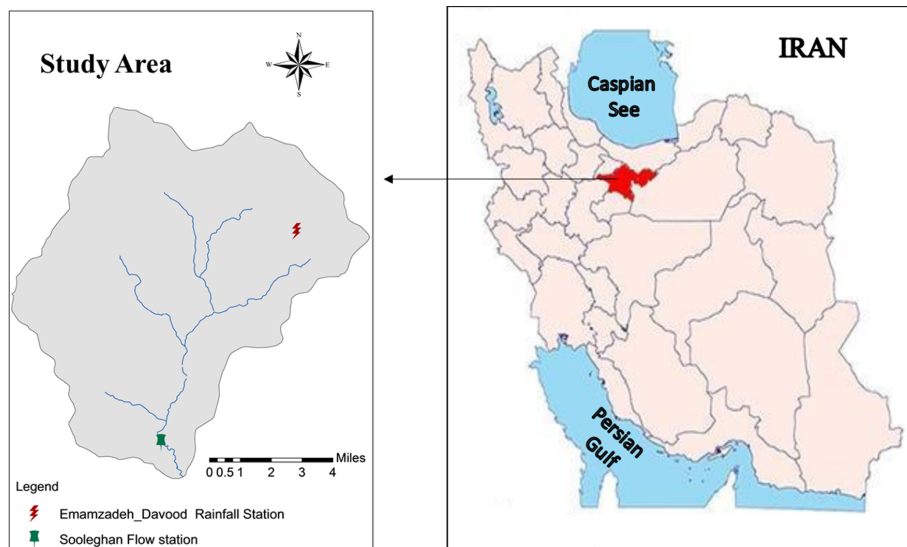 Study Area
N
W E
S
Miles
0 0.5 1 2 3 4
Legend
Emamzadeh_Davood Rainfall Station
Sooleghan Flow station
IRAN
Caspian
See
Persian
Gulf